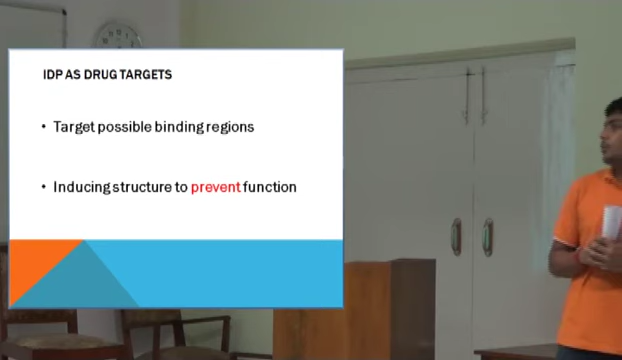 IDP AS DRUG TARGETS
• Target possible binding regions
• Inducing structure to prevent function